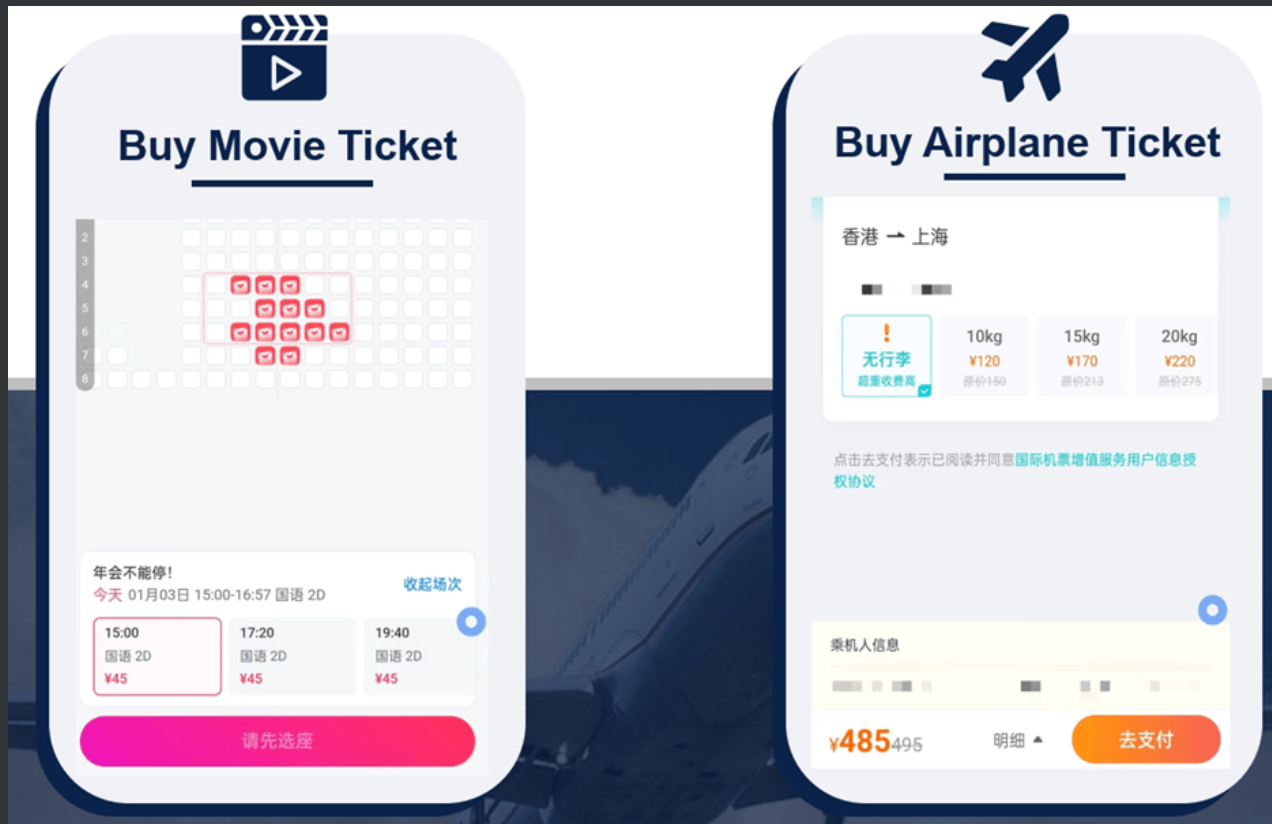 Buy Movie Ticket
2
3
4
5
6
7
8
年会不能停!
今天 01月03日 15:00-16:57 国语 2D
收起场次
15:00
国语 2D
¥45
17:20
国语 2D
¥45
19:40
国语 2D
¥45
请先选座
Buy Airplane Ticket
香港 → 上海
!
无行李
超重收费高
10kg
¥120
原价150
15kg
¥170
原价213
20kg
¥220
原价275
点击去支付表示已阅读并同意国际机票增值服务用户信息授
权协议
乘机人信息
¥485 495
明细
去支付